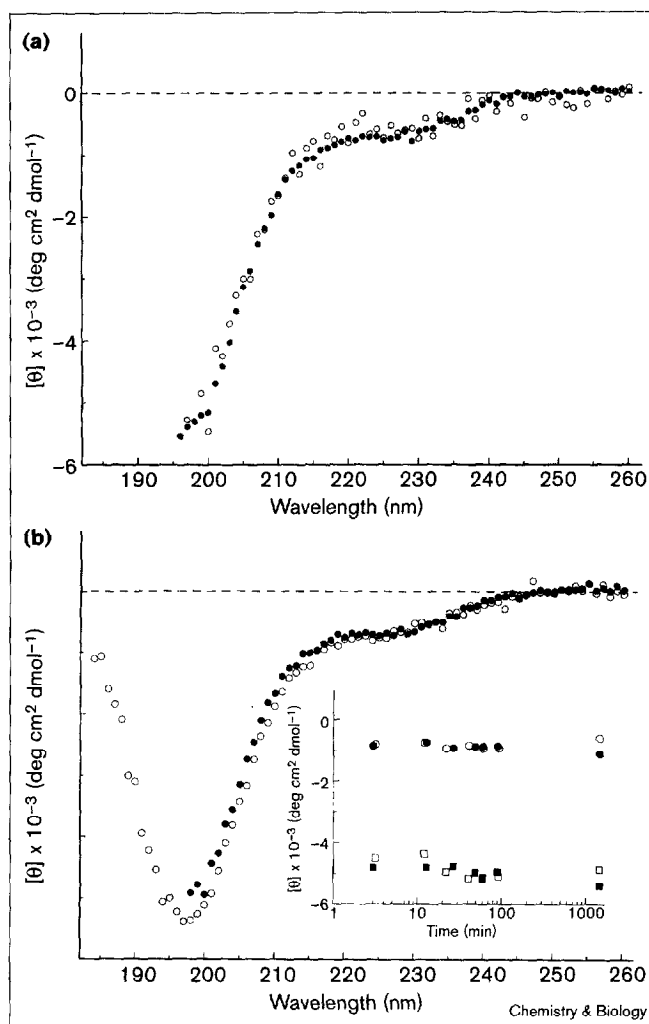 (a)
0
−2
−4
−6
[θ] x 10⁻³ (deg cm² dmol⁻¹)
190 200 210 220 230 240 250 260
Wavelength (nm)
(b)
[θ] x 10⁻³ (deg cm² dmol⁻¹)
0
−2
−4
−6
[θ] x 10⁻³ (deg cm² dmol⁻¹)
1 10 100 1000
Time (min)
190 200 210 220 230 240 250 260
Wavelength (nm)
Chemistry & Biology